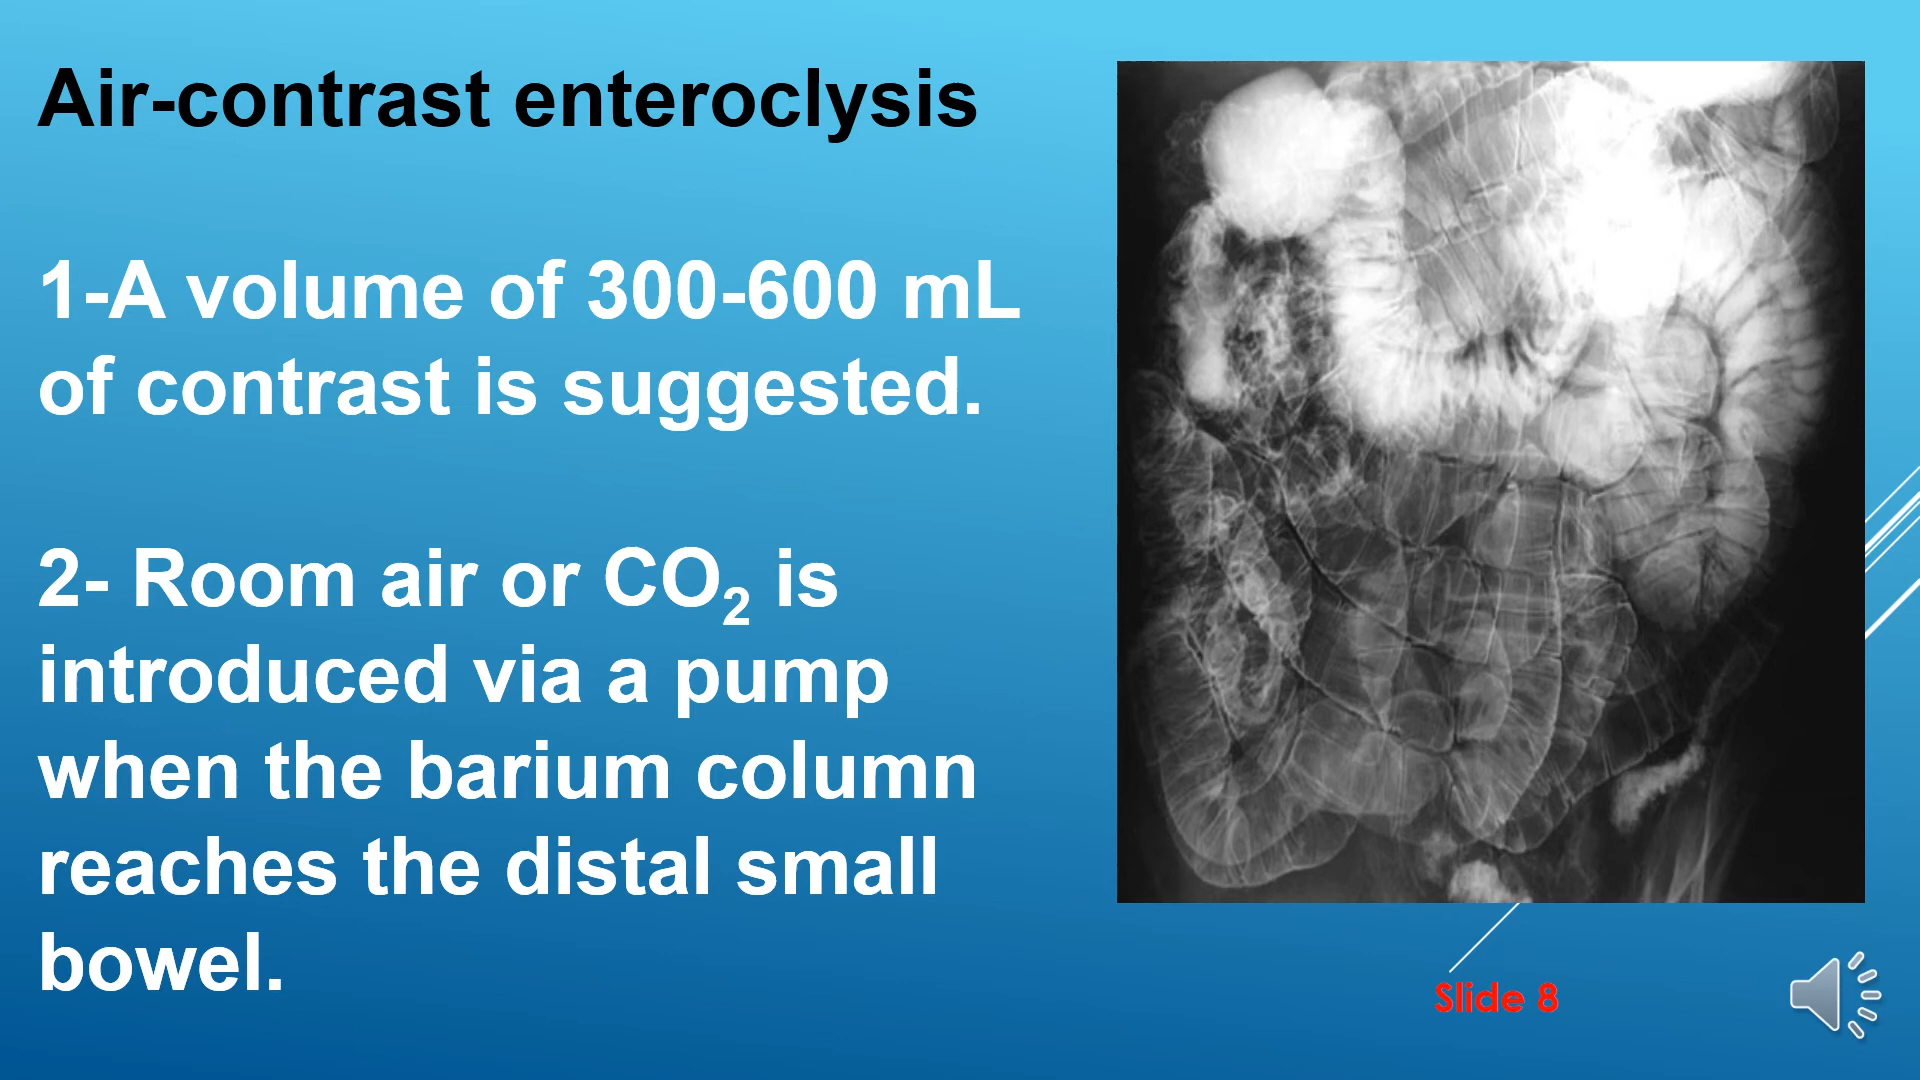 Air-contrast enteroclysis
1-A volume of 300-600 mL
of contrast is suggested.
2- Room air or CO₂ is
introduced via a pump
when the barium column
reaches the distal small
bowel.
Slide 8